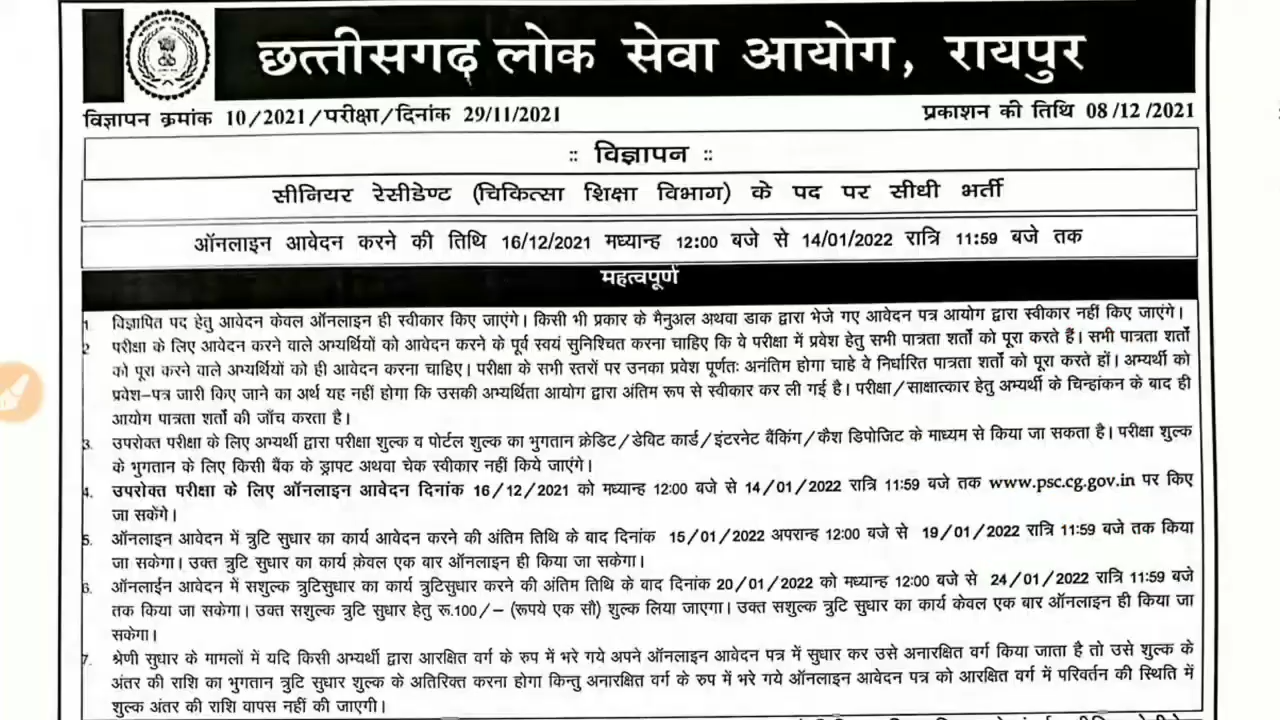 छत्तीसगढ़ लोक सेवा आयोग, रायपुर
विज्ञापन क्रमांक 10/2021/परीक्षा/दिनांक 29/11/2021 प्रकाशन की तिथि 08/12/2021
:: विज्ञापन ::
सीनियर रेसीडेण्ट (चिकित्सा शिक्षा विभाग) के पद पर सीधी भर्ती
ऑनलाइन आवेदन करने की तिथि 16/12/2021 मध्यान्ह 12:00 बजे से 14/01/2022 रात्रि 11:59 बजे तक
महत्वपूर्ण
1. विज्ञापित पद हेतु आवेदन केवल ऑनलाइन ही स्वीकार किए जाएंगे। किसी भी प्रकार के मैनुअल अथवा डाक द्वारा भेजे गए आवेदन पत्र आयोग द्वारा स्वीकार नहीं किए जाएंगे।
2 परीक्षा के लिए आवेदन करने वाले अभ्यर्थियों को आवेदन करने के पूर्व स्वयं सुनिश्चित करना चाहिए कि वे परीक्षा में प्रवेश हेतु सभी पात्रता शर्तों को पूरा करते हैं। सभी पात्रता शर्तों
को पूरा करने वाले अभ्यर्थियों को ही आवेदन करना चाहिए। परीक्षा के सभी स्तरों पर उनका प्रवेश पूर्णतः अनंतिम होगा चाहे वे निर्धारित पात्रता शर्तों को पूरा करते हों। अभ्यर्थी को
प्रवेश–पत्र जारी किए जाने का अर्थ यह नहीं होगा कि उसकी अभ्यर्थिता आयोग द्वारा अंतिम रूप से स्वीकार कर ली गई है। परीक्षा/साक्षात्कार हेतु अभ्यर्थी के चिन्हांकन के बाद ही
आयोग पात्रता शर्तों की जाँच करता है।
3. उपरोक्त परीक्षा के लिए अभ्यर्थी द्वारा परीक्षा शुल्क व पोर्टल शुल्क का भुगतान क्रेडिट/डेविट कार्ड/इंटरनेट बैंकिंग/कैश डिपोजिट के माध्यम से किया जा सकता है। परीक्षा शुल्क
के भुगतान के लिए किसी बैंक के ड्राफ्ट अथवा चेक स्वीकार नहीं किये जाएंगे।
4. उपरोक्त परीक्षा के लिए ऑनलाइन आवेदन दिनांक 16/12/2021 को मध्यान्ह 12:00 बजे से 14/01/2022 रात्रि 11:59 बजे तक www.psc.cg.gov.in पर किए
जा सकेंगे।
5. ऑनलाइन आवेदन में त्रुटि सुधार का कार्य आवेदन करने की अंतिम तिथि के बाद दिनांक 15/01/2022 अपरान्ह 12:00 बजे से 19/01/2022 रात्रि 11:59 बजे तक किया
जा सकेगा। उक्त त्रुटि सुधार का कार्य केवल एक बार ऑनलाइन ही किया जा सकेगा।
6. ऑनलाईन आवेदन में सशुल्क त्रुटिसुधार का कार्य त्रुटिसुधार करने की अंतिम तिथि के बाद दिनांक 20/01/2022 को मध्यान्ह 12:00 बजे से 24/01/2022 रात्रि 11:59 बजे
तक किया जा सकेगा। उक्त सशुल्क त्रुटि सुधार हेतु रू.100/– (रूपये एक सौ) शुल्क लिया जाएगा। उक्त सशुल्क त्रुटि सुधार का कार्य केवल एक बार ऑनलाइन ही किया जा
सकेगा।
7. श्रेणी सुधार के मामलों में यदि किसी अभ्यर्थी द्वारा आरक्षित वर्ग के रुप में भरे गये अपने ऑनलाइन आवेदन पत्र में सुधार कर उसे अनारक्षित वर्ग किया जाता है तो उसे शुल्क के
अंतर की राशि का भुगतान त्रुटि सुधार शुल्क के अतिरिक्त करना होगा किन्तु अनारक्षित वर्ग के रुप में भरे गये ऑनलाइन आवेदन पत्र को आरक्षित वर्ग में परिवर्तन की स्थिति में
शुल्क अंतर की राशि वापस नहीं की जाएगी।